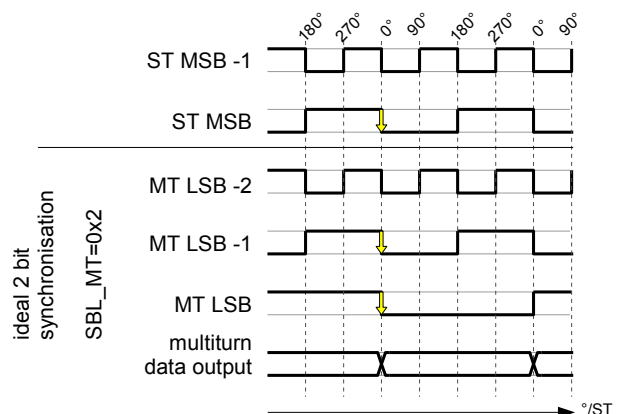 180° 270° 0° 90° 180° 270° 0° 90°
ST MSB -1
ST MSB
MT LSB -2
MT LSB -1
MT LSB
multiturn
data output
ideal 2 bit
synchronisation
SBL_MT=0x2
°/ST